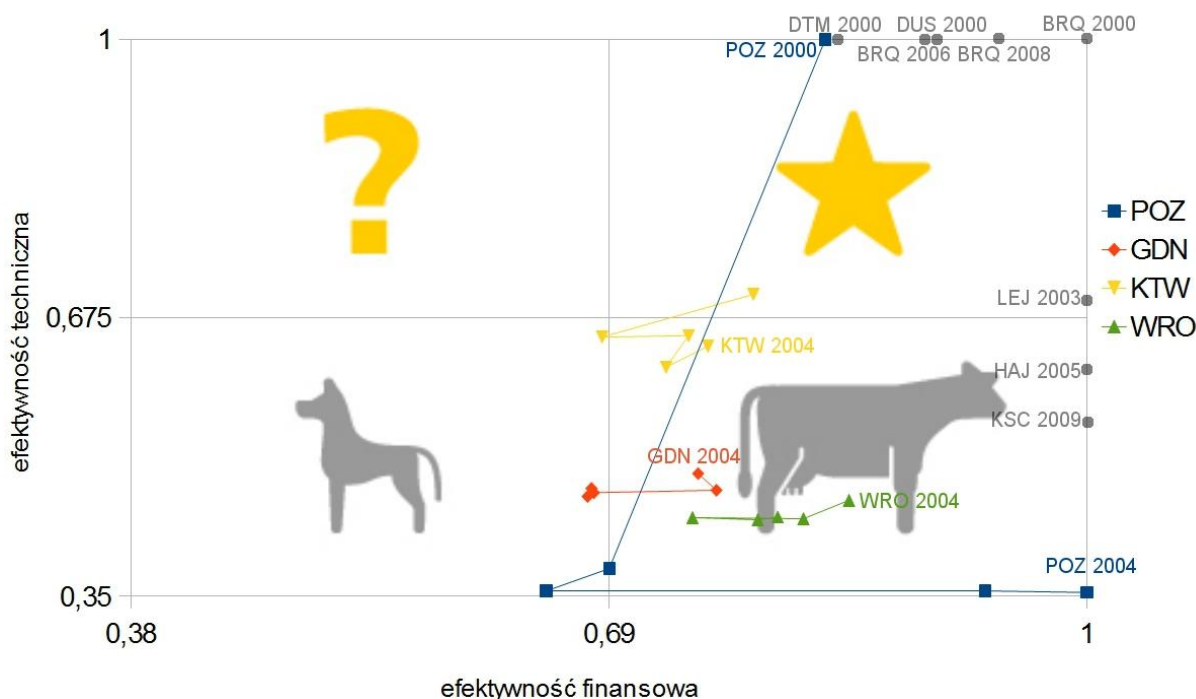 DTM 2000
DUS 2000
BRQ 2000
1
POZ 2000
BRQ 2006
BRQ 2008
?
efektywność techniczna
POZ
GDN
KTW
WRO
LEJ 2003
0,675
KTW 2004
HAJ 2005
KSC 2009
GDN 2004
WRO 2004
POZ 2004
0,35
0,38
0,69
1
efektywność finansowa